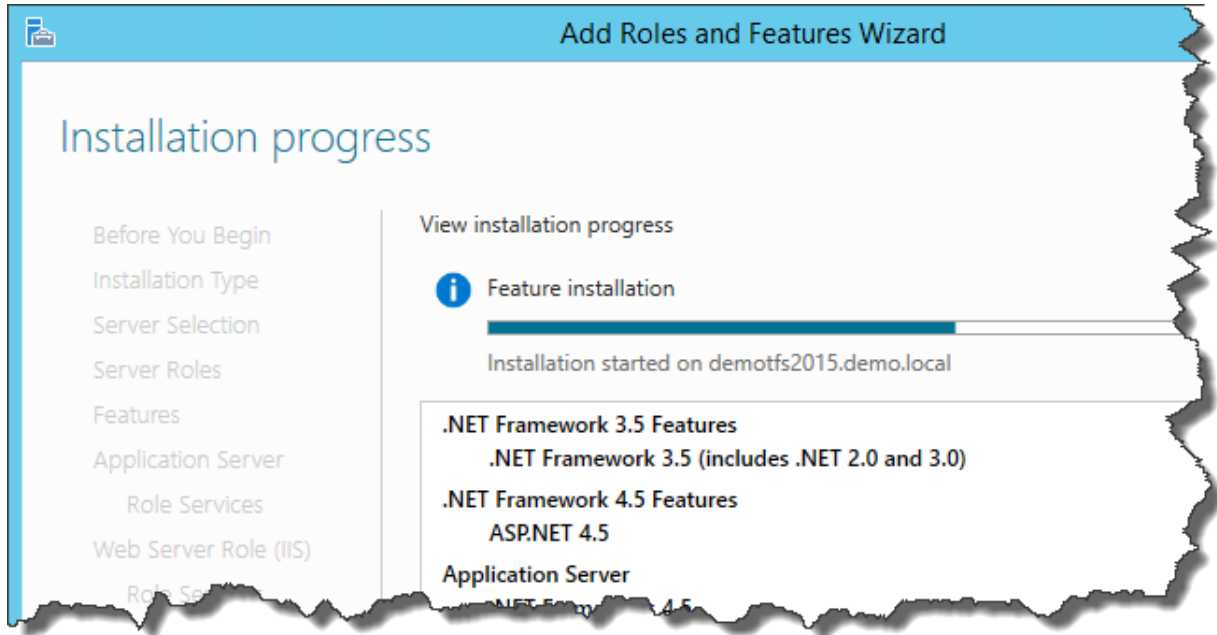 Add Roles and Features Wizard
Installation progress
Before You Begin
Installation Type
Server Selection
Server Roles
Features
Application Server
Role Services
Web Server Role (IIS)
View installation progress
Feature installation
Installation started on demotfs2015.demo.local
.NET Framework 3.5 Features
.NET Framework 3.5 (includes .NET 2.0 and 3.0)
.NET Framework 4.5 Features
ASP.NET 4.5
Application Server